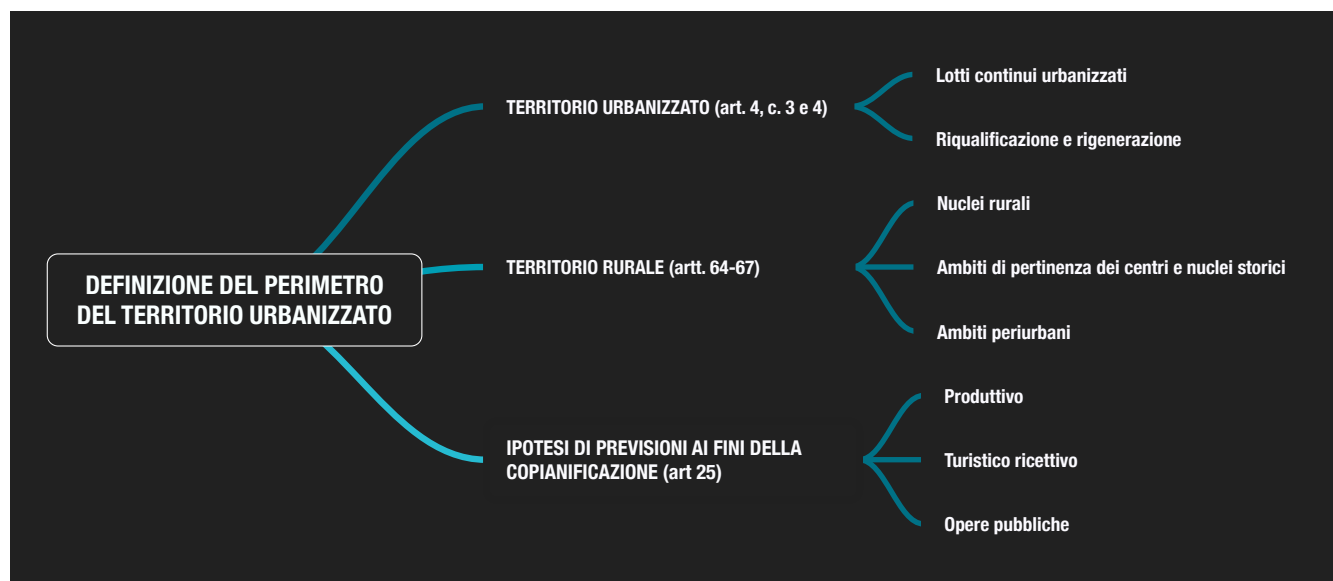 DEFINIZIONE DEL PERIMETRO
DEL TERRITORIO URBANIZZATO
TERRITORIO URBANIZZATO (art. 4, c. 3 e 4)
Lotti continui urbanizzati
Riqualificazione e rigenerazione
TERRITORIO RURALE (artt. 64-67)
Nuclei rurali
Ambiti di pertinenza dei centri e nuclei storici
Ambiti periurbani
IPOTESI DI PREVISIONI AI FINI DELLA
COPIANIFICAZIONE (art 25)
Produttivo
Turistico ricettivo
Opere pubbliche